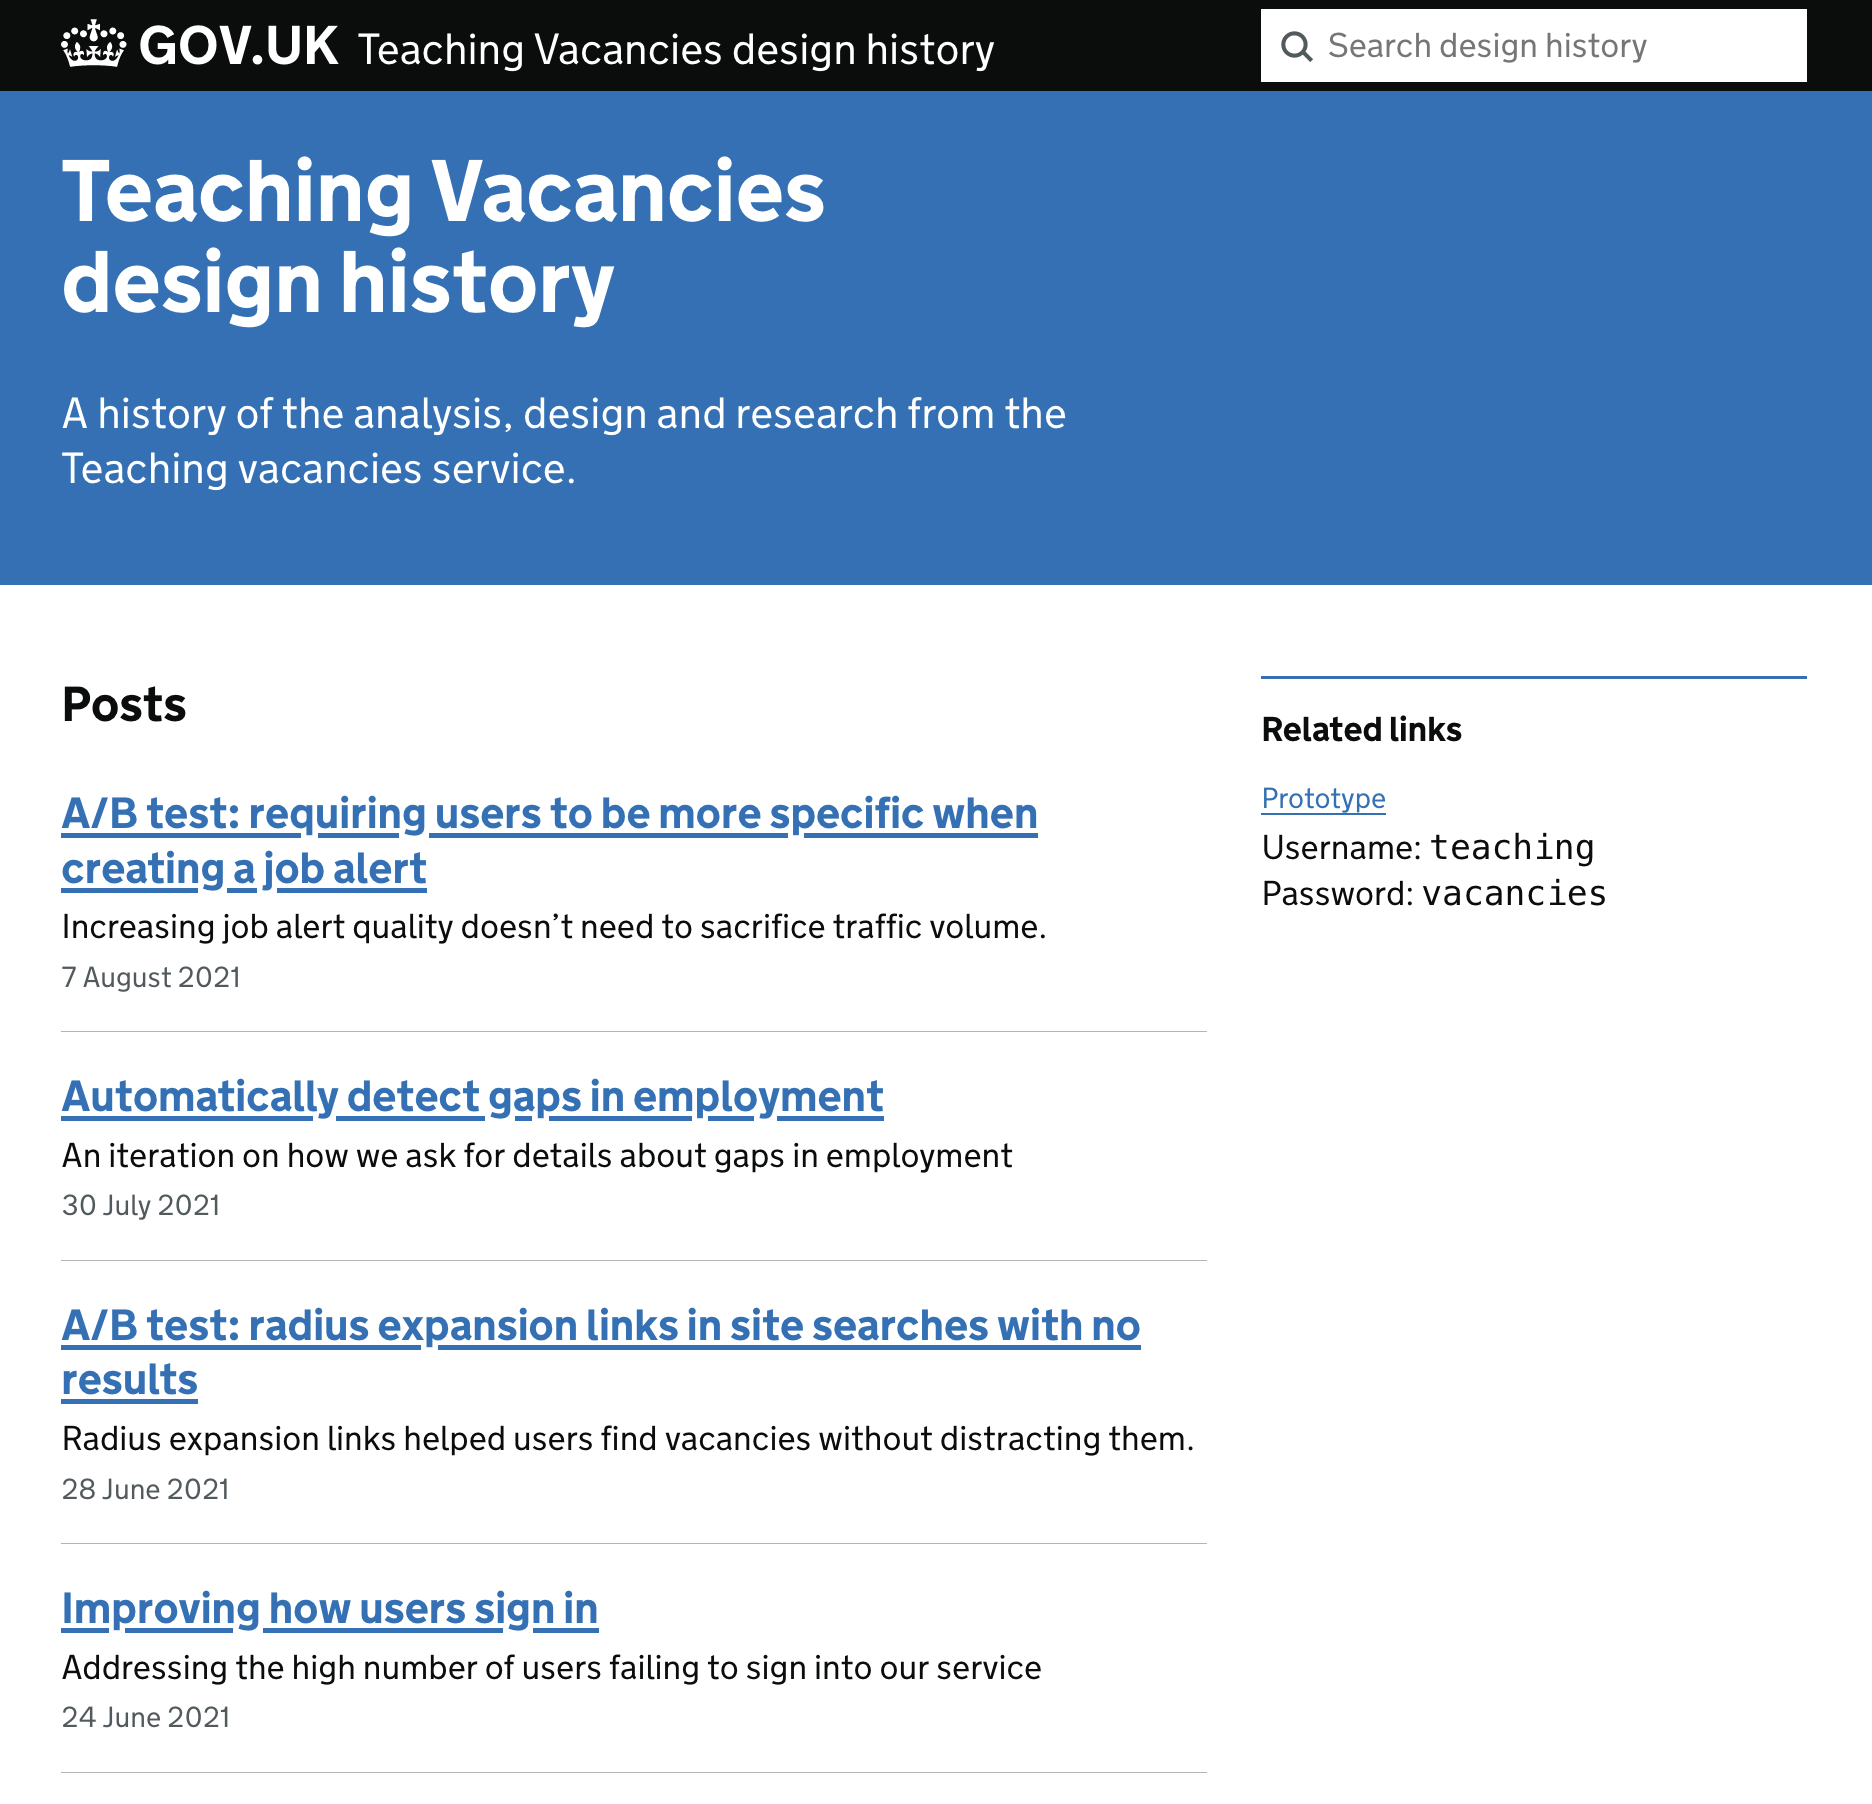 GOV.UK Teaching Vacancies design history
Search design history
Teaching Vacancies
design history
A history of the analysis, design and research from the
Teaching vacancies service.
Posts
A/B test: requiring users to be more specific when
creating a job alert
Increasing job alert quality doesn’t need to sacrifice traffic volume.
7 August 2021
Automatically detect gaps in employment
An iteration on how we ask for details about gaps in employment
30 July 2021
A/B test: radius expansion links in site searches with no
results
Radius expansion links helped users find vacancies without distracting them.
28 June 2021
Improving how users sign in
Addressing the high number of users failing to sign into our service
24 June 2021
Related links
Prototype
Username: teaching
Password: vacancies